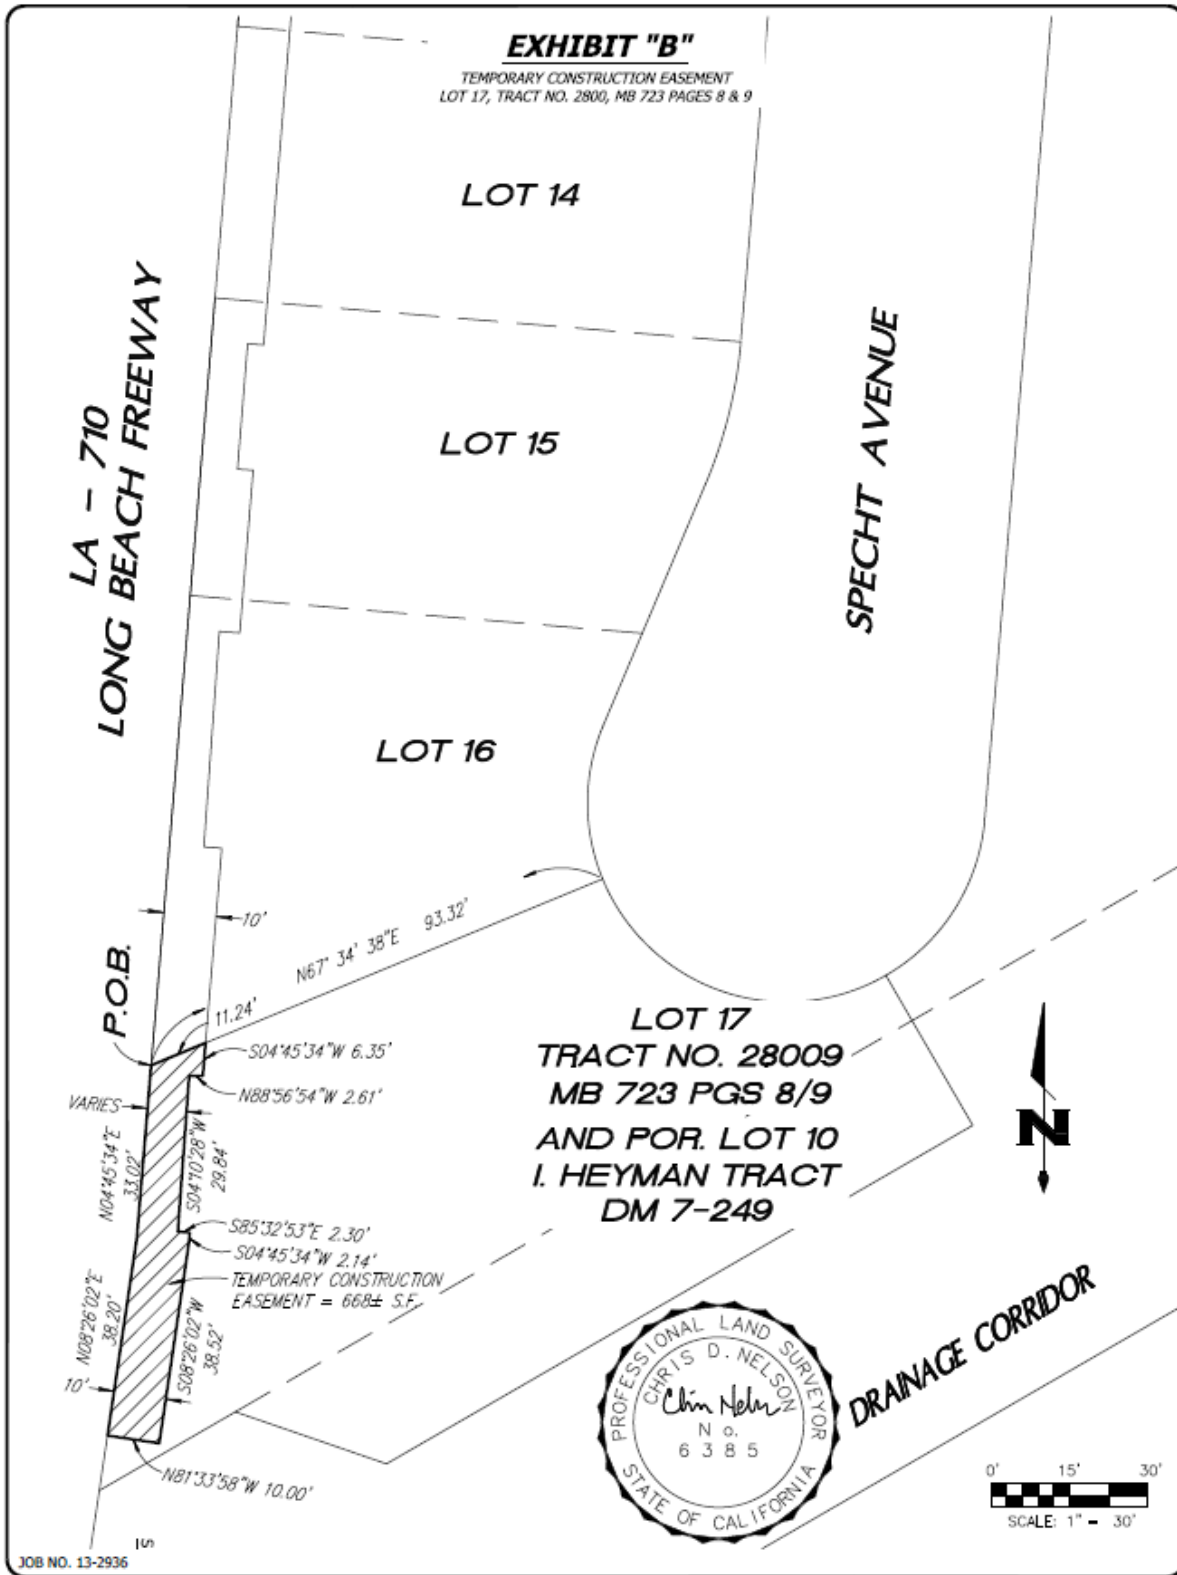 EXHIBIT "B"
TEMPORARY CONSTRUCTION EASEMENT
LOT 17, TRACT NO. 2800, MB 723 PAGES 8 & 9
LOT 14
LA - 710
LONG BEACH FREEWAY
LOT 15
SPECHT AVENUE
LOT 16
10'
N67° 34' 38"E 93.32'
P.O.B.
11.24'
S04°45'34"W 6.35'
N88°56'54"W 2.61'
VARIES
N04°45'34"E
33.02'
S04°10'28"W
29.84'
S85°32'53"E 2.30'
S04°45'34"W 2.14'
TEMPORARY CONSTRUCTION
EASEMENT = 668± S.F.
N08°26'02"E
38.20'
S08°26'02"W
38.52'
10'
N81°33'58"W 10.00'
LOT 17
TRACT NO. 28009
MB 723 PGS 8/9
AND POR. LOT 10
I. HEYMAN TRACT
DM 7-249
N
DRAINAGE CORRIDOR
PROFESSIONAL LAND SURVEYOR
CHRIS D. NELSON
No.
6385
STATE OF CALIFORNIA
0' 15' 30'
SCALE: 1" = 30'
JOB NO. 13-2936